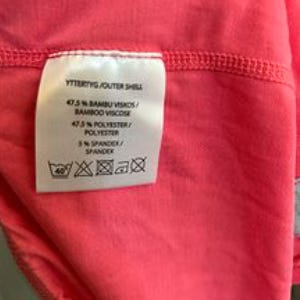 YTTERTYG/OUTER SHELL
47,5 % BAMBU VISKOS/
BAMBOO VISCOSE
47,5 % POLYESTER/
POLYESTER
5 % SPANDEX/
SPANDEX
40°